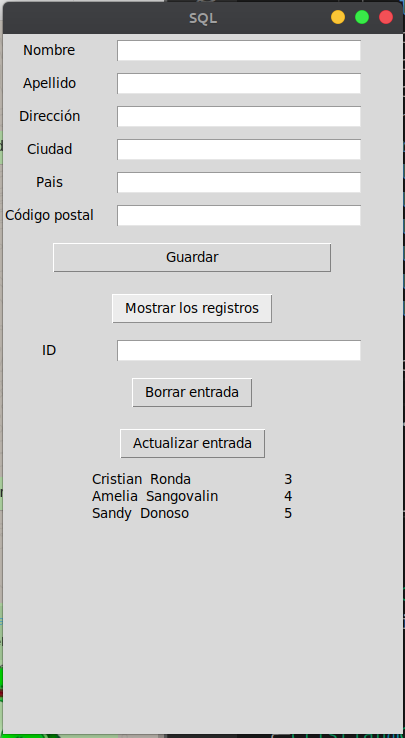 SQL
Nombre
Apellido
Dirección
Ciudad
Pais
Código postal
Guardar
Mostrar los registros
ID
Borrar entrada
Actualizar entrada
Cristian Ronda 3
Amelia Sangovalin 4
Sandy Donoso 5